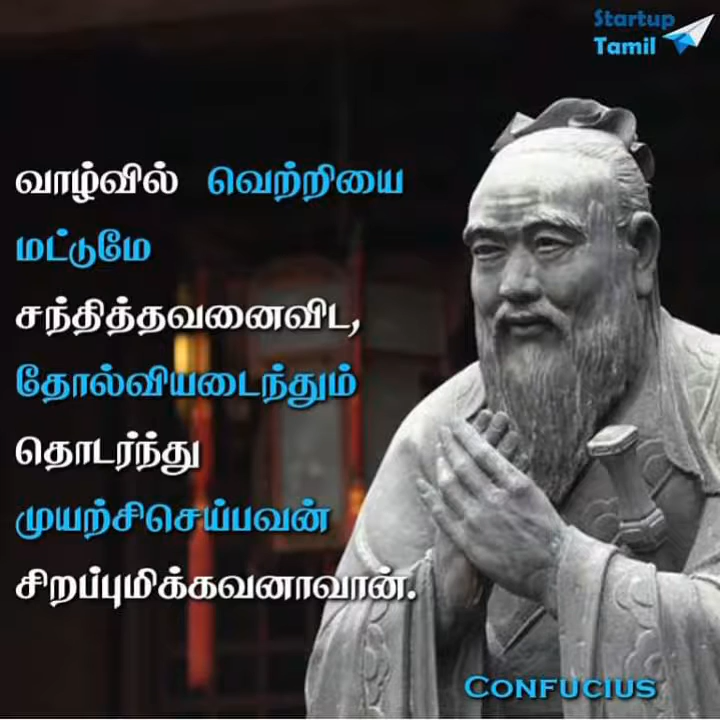 Startup
Tamil
வாழ்வில் வெற்றியை
மட்டுமே
சந்தித்தவனைவிட,
தோல்வியடைந்தும்
தொடர்ந்து
முயற்சிசெய்பவன்
சிறப்புமிக்கவனாவான்.
CONFUCIUS